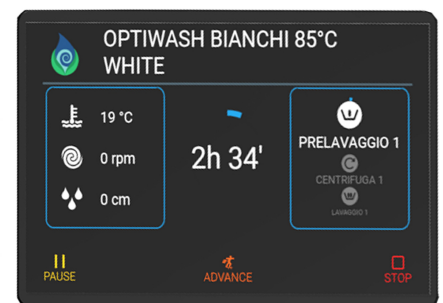 OPTIWASH BIANCHI 85°C
WHITE
19 °C
0 rpm
0 cm
2h 34'
PRELAVAGGIO 1
CENTRIFUGA 1
LAVAGGIO 1
PAUSE
ADVANCE
STOP